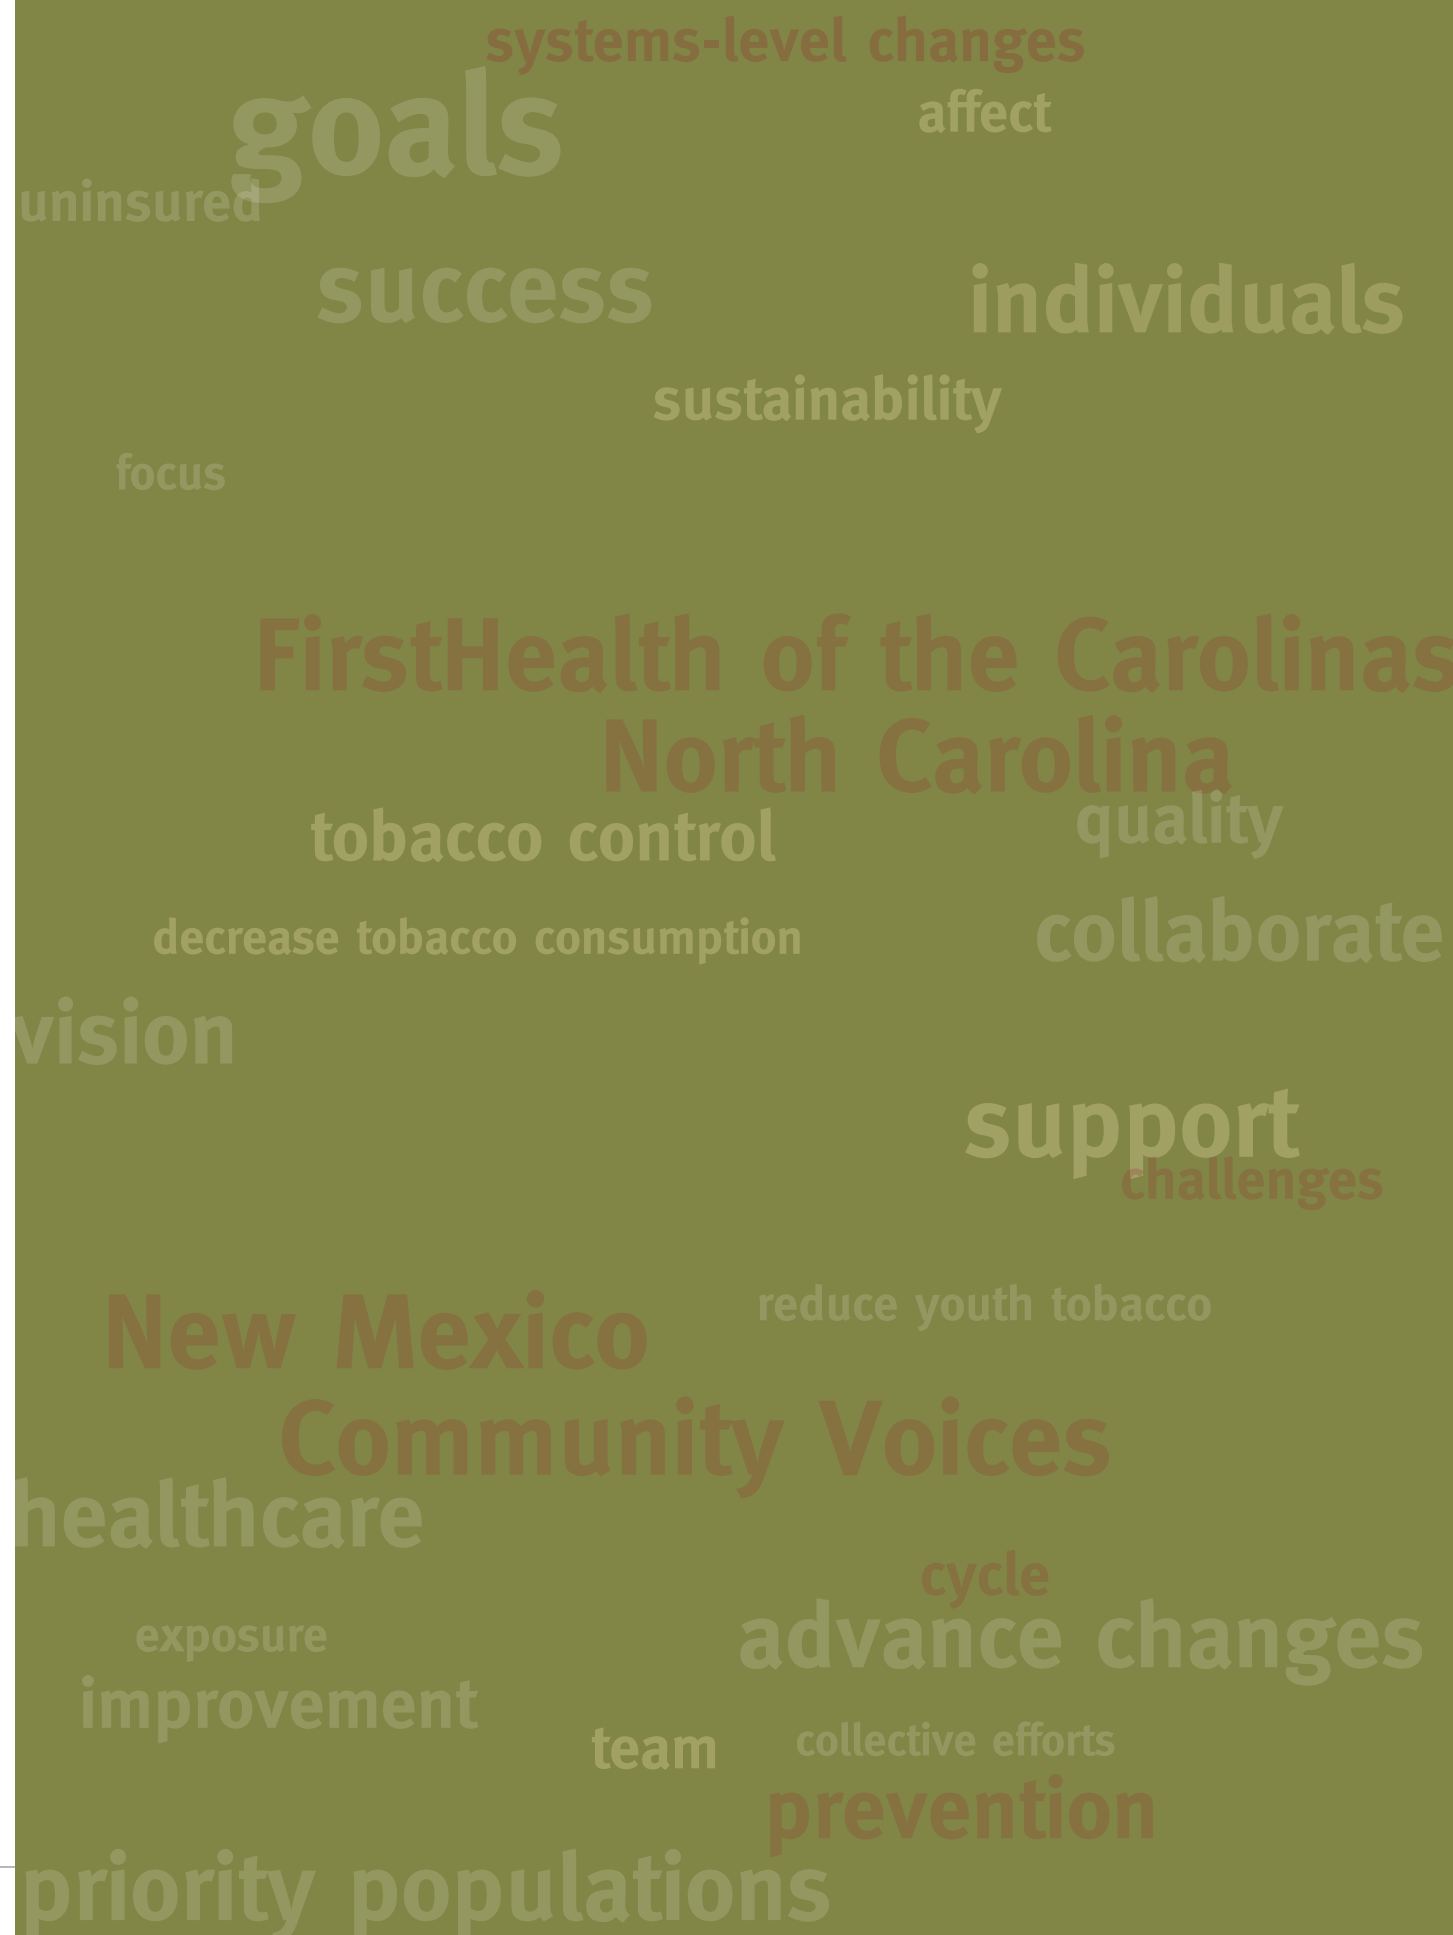 systems-level changes
goals
affect
uninsured
success
individuals
sustainability
focus
FirstHealth of the Carolinas
North Carolina
tobacco control
quality
decrease tobacco consumption
collaborate
vision
support
challenges
reduce youth tobacco
New Mexico
Community Voices
healthcare
cycle
advance changes
exposure
improvement
team
collective efforts
prevention
priority populations